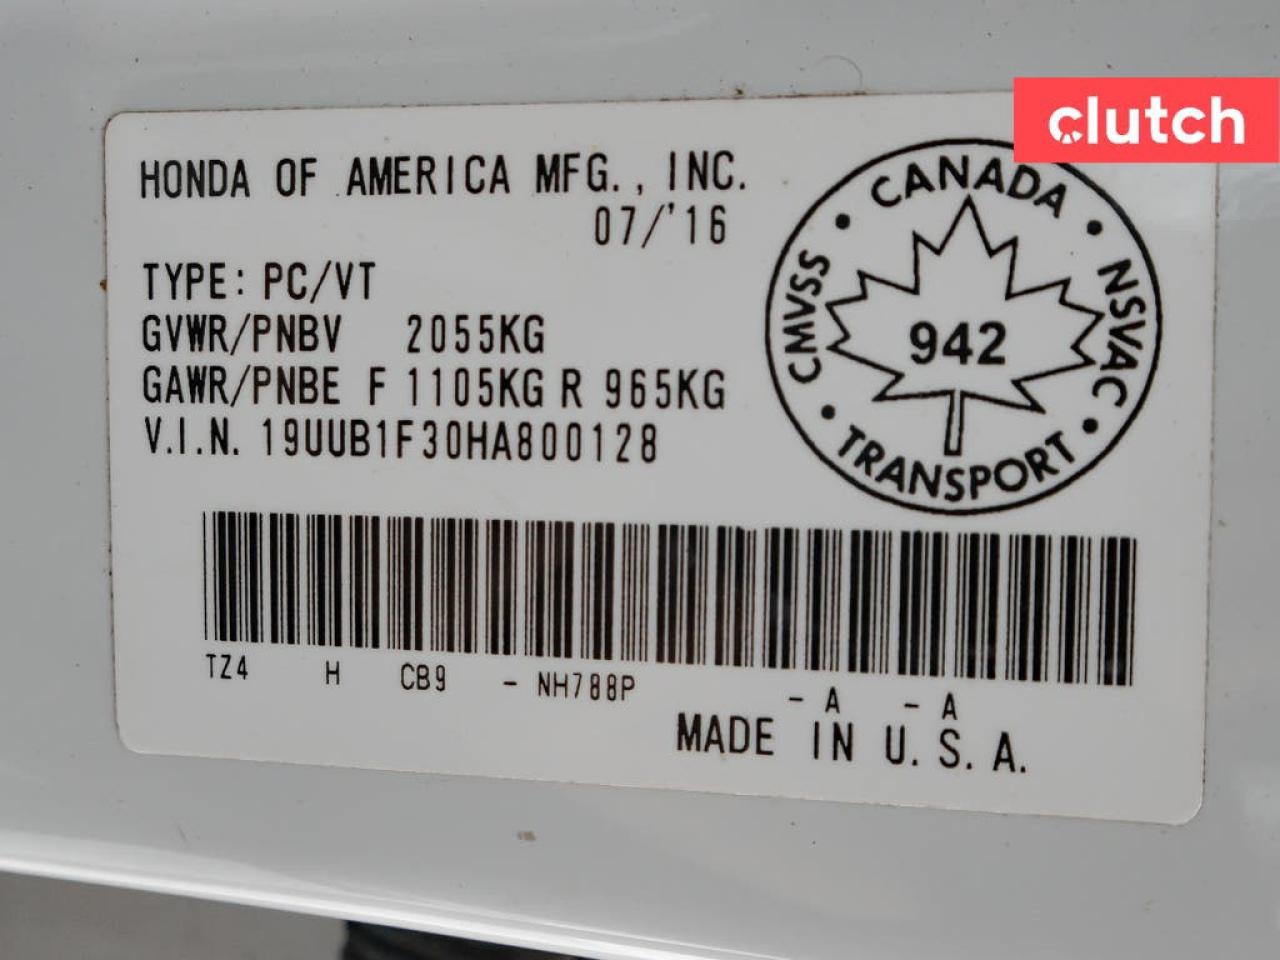 clutch
HONDA OF AMERICA MFG., INC.
07/'16
TYPE: PC/VT
GVWR/PNBV 2055KG
GAWR/PNBE F 1105KG R 965KG
V.I.N. 19UUB1F30HA800128
CANADA
CMVSS
NSVAC
942
TRANSPORT
TZ4 H CB9 - NH788P - A - A
MADE IN U.S.A.